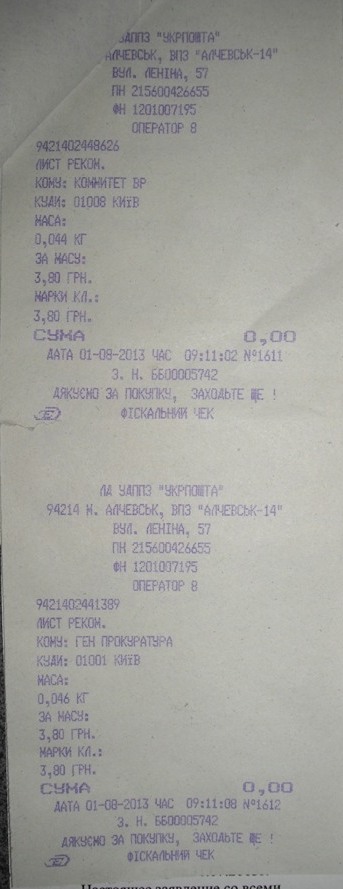 УДППЗ "УКРПОШТА"
АЛЧЕВСЬК, ВПЗ "АЛЧЕВСЬК-14"
ВУЛ. ЛЕНІНА, 57
ПН 215600426655
ФН 1201007195
ОПЕРАТОР 8
9421402448626
ЛИСТ РЕКОМ.
КОМУ: КОММИТЕТ ВР
КУДИ: 01008 КИЇВ
МАСА:
0,044 КГ
ЗА МАСУ:
3,80 ГРН.
МАРКИ КЛ.:
3,80 ГРН.
СУМА 0,00
ДАТА 01-08-2013 ЧАС 09:11:02 №1611
З. Н. ББ00005742
ДЯКУЄМО ЗА ПОКУПКУ, ЗАХОДЬТЕ ЩЕ !
ФІСКАЛЬНИЙ ЧЕК
ЛД УДППЗ "УКРПОШТА"
94214 М. АЛЧЕВСЬК, ВПЗ "АЛЧЕВСЬК-14"
ВУЛ. ЛЕНІНА, 57
ПН 215600426655
ФН 1201007195
ОПЕРАТОР 8
9421402441389
ЛИСТ РЕКОМ.
КОМУ: ГЕН ПРОКУРАТУРА
КУДИ: 01001 КИЇВ
МАСА:
0,046 КГ
ЗА МАСУ:
3,80 ГРН.
МАРКИ КЛ.:
3,80 ГРН.
СУМА 0,00
ДАТА 01-08-2013 ЧАС 09:11:08 №1612
З. Н. ББ00005742
ДЯКУЄМО ЗА ПОКУПКУ, ЗАХОДЬТЕ ЩЕ !
ФІСКАЛЬНИЙ ЧЕК
Настоящее заявление со всеми